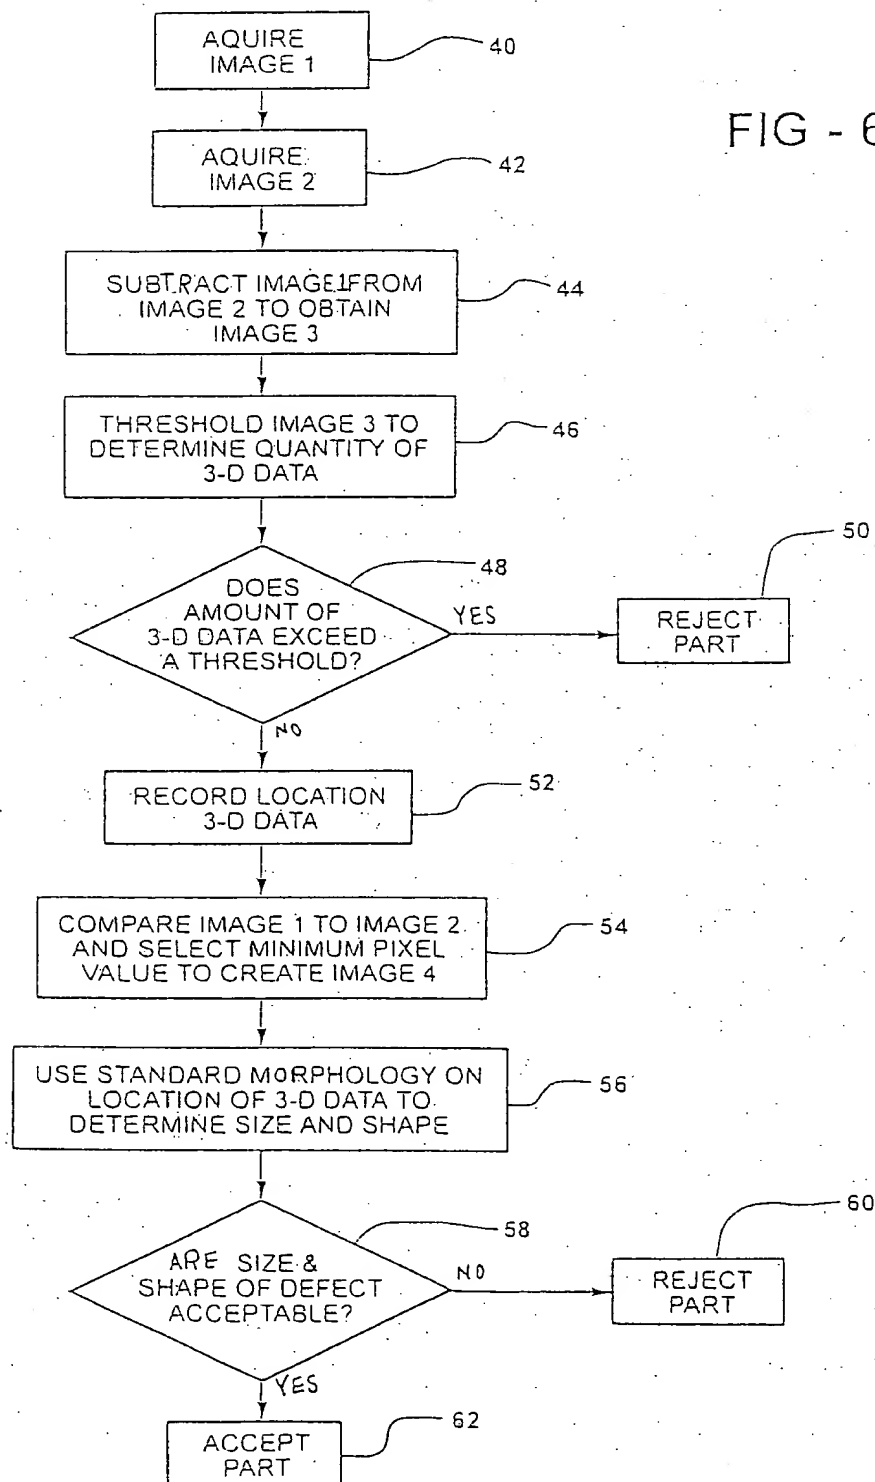 AQUIRE
IMAGE 1
40
FIG - 6
AQUIRE
IMAGE 2
42
SUBTRACT IMAGE1FROM
IMAGE 2 TO OBTAIN
IMAGE 3
44
THRESHOLD IMAGE 3 TO
DETERMINE QUANTITY OF
3-D DATA
46
DOES
AMOUNT OF
3-D DATA EXCEED
A THRESHOLD?
48
YES
REJECT
PART
50
NO
RECORD LOCATION
3-D DATA
52
COMPARE IMAGE 1 TO IMAGE 2
AND SELECT MINIMUM PIXEL
VALUE TO CREATE IMAGE 4
54
USE STANDARD MORPHOLOGY ON
LOCATION OF 3-D DATA TO
DETERMINE SIZE AND SHAPE
56
ARE SIZE &
SHAPE OF DEFECT
ACCEPTABLE?
58
NO
REJECT
PART
60
YES
ACCEPT
PART
62